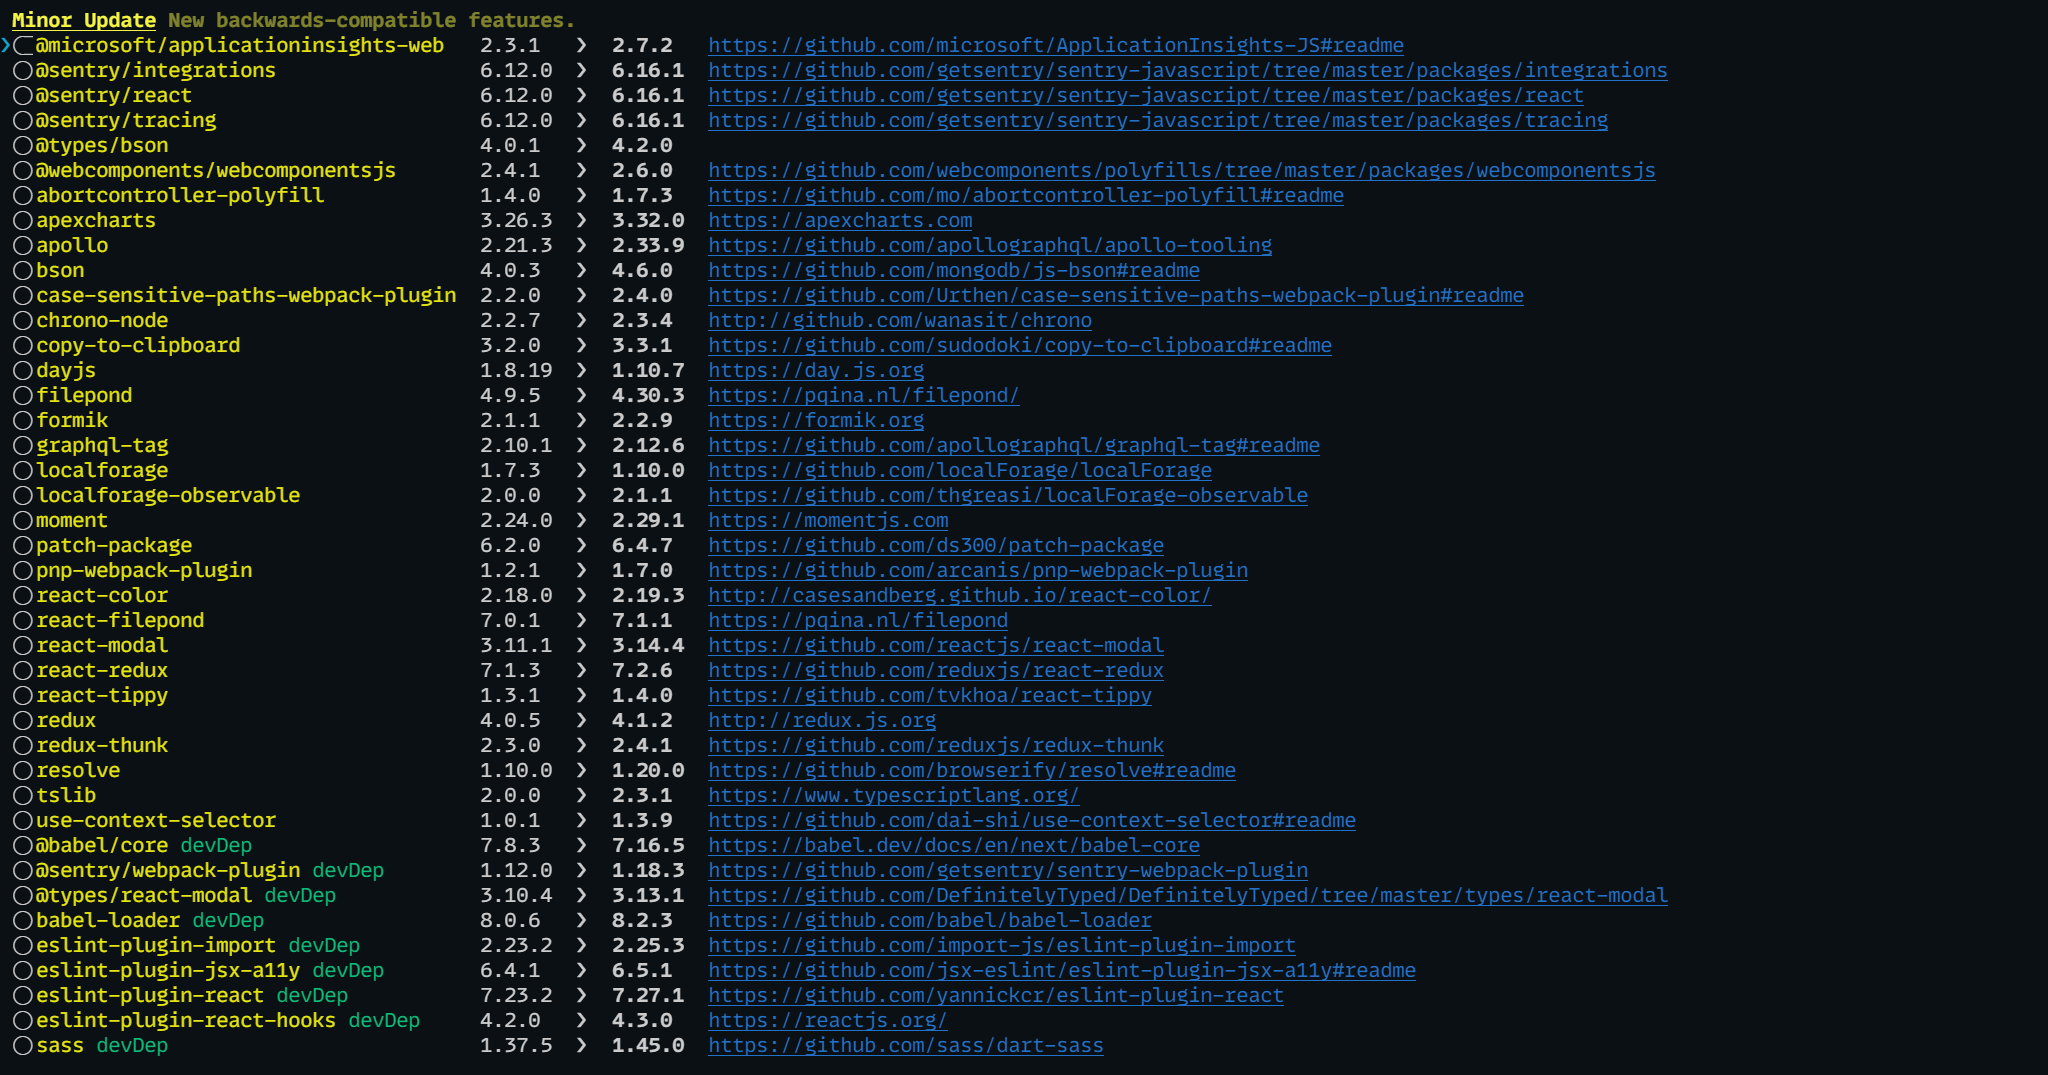 Minor Update New backwards-compatible features.
❯◯@microsoft/applicationinsights-web 2.3.1 ❯ 2.7.2 https://github.com/microsoft/ApplicationInsights-JS#readme
◯@sentry/integrations 6.12.0 ❯ 6.16.1 https://github.com/getsentry/sentry-javascript/tree/master/packages/integrations
◯@sentry/react 6.12.0 ❯ 6.16.1 https://github.com/getsentry/sentry-javascript/tree/master/packages/react
◯@sentry/tracing 6.12.0 ❯ 6.16.1 https://github.com/getsentry/sentry-javascript/tree/master/packages/tracing
◯@types/bson 4.0.1 ❯ 4.2.0
◯@webcomponents/webcomponentsjs 2.4.1 ❯ 2.6.0 https://github.com/webcomponents/polyfills/tree/master/packages/webcomponentsjs
◯abortcontroller-polyfill 1.4.0 ❯ 1.7.3 https://github.com/mo/abortcontroller-polyfill#readme
◯apexcharts 3.26.3 ❯ 3.32.0 https://apexcharts.com
◯apollo 2.21.3 ❯ 2.33.9 https://github.com/apollographql/apollo-tooling
◯bson 4.0.3 ❯ 4.6.0 https://github.com/mongodb/js-bson#readme
◯case-sensitive-paths-webpack-plugin 2.2.0 ❯ 2.4.0 https://github.com/Urthen/case-sensitive-paths-webpack-plugin#readme
◯chrono-node 2.2.7 ❯ 2.3.4 http://github.com/wanasit/chrono
◯copy-to-clipboard 3.2.0 ❯ 3.3.1 https://github.com/sudodoki/copy-to-clipboard#readme
◯dayjs 1.8.19 ❯ 1.10.7 https://day.js.org
◯filepond 4.9.5 ❯ 4.30.3 https://pqina.nl/filepond/
◯formik 2.1.1 ❯ 2.2.9 https://formik.org
◯graphql-tag 2.10.1 ❯ 2.12.6 https://github.com/apollographql/graphql-tag#readme
◯localforage 1.7.3 ❯ 1.10.0 https://github.com/localForage/localForage
◯localforage-observable 2.0.0 ❯ 2.1.1 https://github.com/thgreasi/localForage-observable
◯moment 2.24.0 ❯ 2.29.1 https://momentjs.com
◯patch-package 6.2.0 ❯ 6.4.7 https://github.com/ds300/patch-package
◯pnp-webpack-plugin 1.2.1 ❯ 1.7.0 https://github.com/arcanis/pnp-webpack-plugin
◯react-color 2.18.0 ❯ 2.19.3 http://casesandberg.github.io/react-color/
◯react-filepond 7.0.1 ❯ 7.1.1 https://pqina.nl/filepond
◯react-modal 3.11.1 ❯ 3.14.4 https://github.com/reactjs/react-modal
◯react-redux 7.1.3 ❯ 7.2.6 https://github.com/reduxjs/react-redux
◯react-tippy 1.3.1 ❯ 1.4.0 https://github.com/tvkhoa/react-tippy
◯redux 4.0.5 ❯ 4.1.2 http://redux.js.org
◯redux-thunk 2.3.0 ❯ 2.4.1 https://github.com/reduxjs/redux-thunk
◯resolve 1.10.0 ❯ 1.20.0 https://github.com/browserify/resolve#readme
◯tslib 2.0.0 ❯ 2.3.1 https://www.typescriptlang.org/
◯use-context-selector 1.0.1 ❯ 1.3.9 https://github.com/dai-shi/use-context-selector#readme
◯@babel/core devDep 7.8.3 ❯ 7.16.5 https://babel.dev/docs/en/next/babel-core
◯@sentry/webpack-plugin devDep 1.12.0 ❯ 1.18.3 https://github.com/getsentry/sentry-webpack-plugin
◯@types/react-modal devDep 3.10.4 ❯ 3.13.1 https://github.com/DefinitelyTyped/DefinitelyTyped/tree/master/types/react-modal
◯babel-loader devDep 8.0.6 ❯ 8.2.3 https://github.com/babel/babel-loader
◯eslint-plugin-import devDep 2.23.2 ❯ 2.25.3 https://github.com/import-js/eslint-plugin-import
◯eslint-plugin-jsx-a11y devDep 6.4.1 ❯ 6.5.1 https://github.com/jsx-eslint/eslint-plugin-jsx-a11y#readme
◯eslint-plugin-react devDep 7.23.2 ❯ 7.27.1 https://github.com/yannickcr/eslint-plugin-react
◯eslint-plugin-react-hooks devDep 4.2.0 ❯ 4.3.0 https://reactjs.org/
◯sass devDep 1.37.5 ❯ 1.45.0 https://github.com/sass/dart-sass